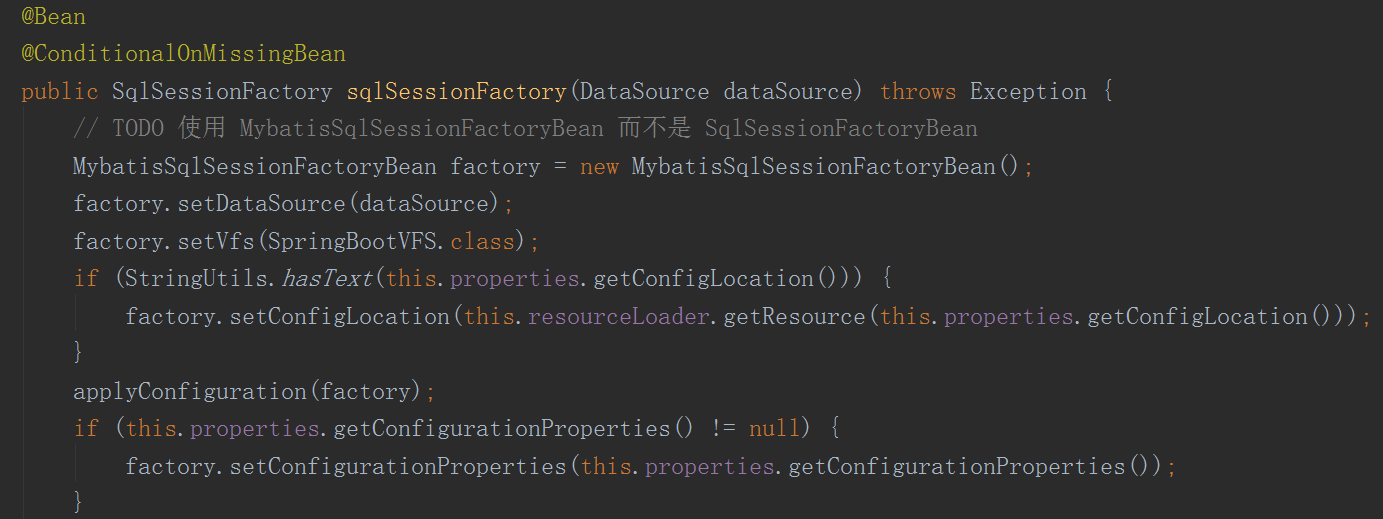 @Bean
@ConditionalOnMissingBean
public SqlSessionFactory sqlSessionFactory(DataSource dataSource) throws Exception {
// TODO 使用 MybatisSqlSessionFactoryBean 而不是 SqlSessionFactoryBean
MybatisSqlSessionFactoryBean factory = new MybatisSqlSessionFactoryBean();
factory.setDataSource(dataSource);
factory.setVfs(SpringBootVFS.class);
if (StringUtils.hasText(this.properties.getConfigLocation())) {
factory.setConfigLocation(this.resourceLoader.getResource(this.properties.getConfigLocation()));
}
applyConfiguration(factory);
if (this.properties.getConfigurationProperties() != null) {
factory.setConfigurationProperties(this.properties.getConfigurationProperties());
}